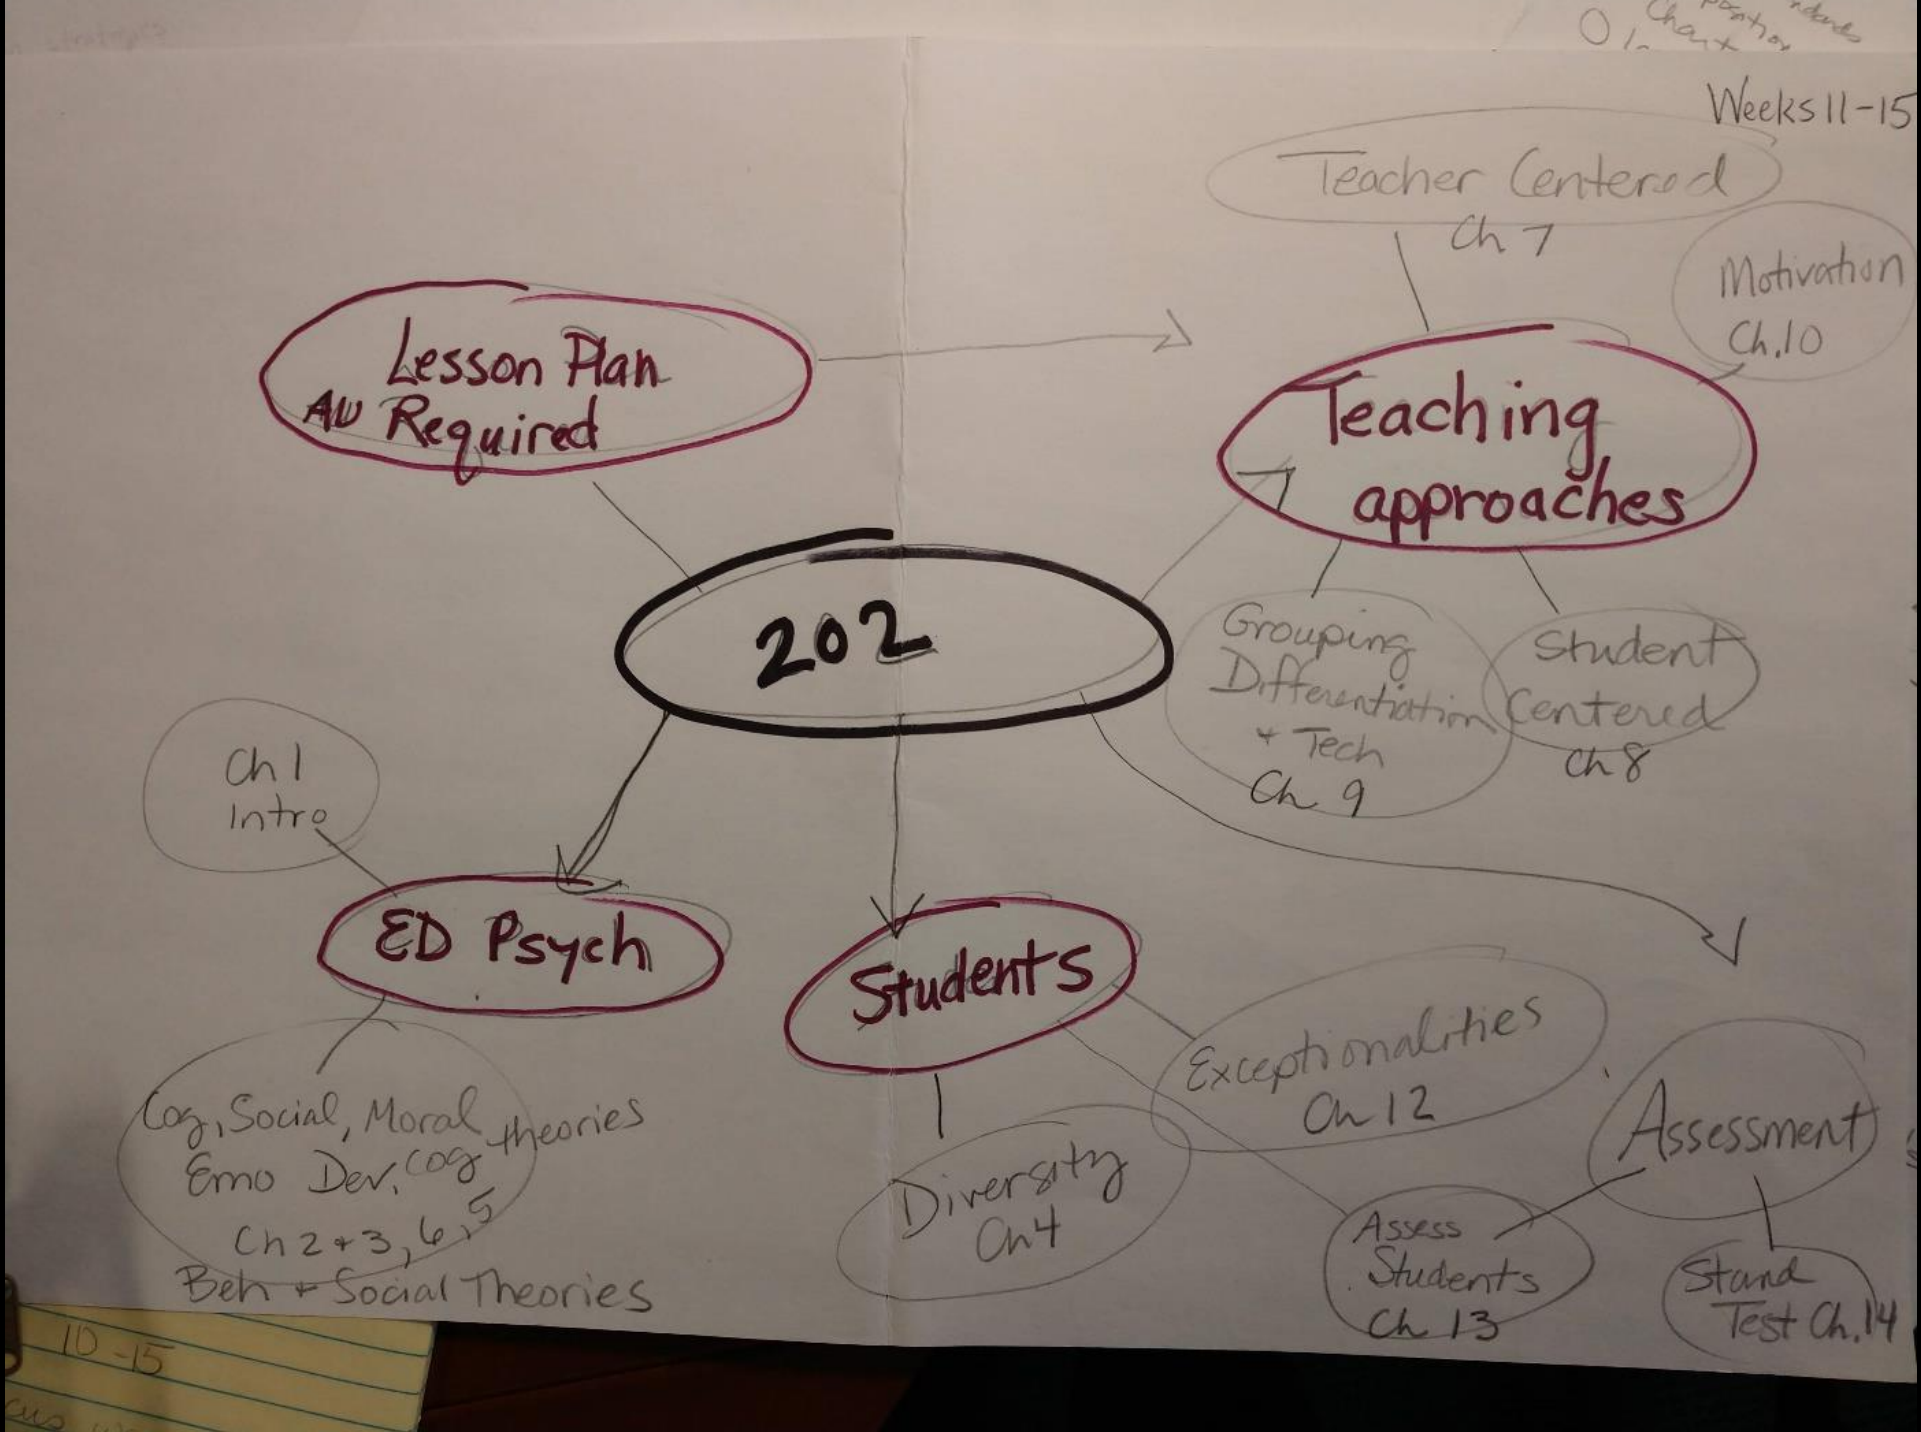 Chart
Weeks 11-15
Teacher Centered
Ch 7
Motivation
Ch.10
Lesson Plan
All Required
Teaching
approaches
202
Grouping
Differentiation
+ Tech
Ch 9
Student
Centered
Ch 8
Ch 1
Intro
ED Psych
Students
Cog, Social, Moral
Emo Dev, Cog theories
Ch 2 + 3, 6, 5
Beh + Social Theories
Exceptionalities
Ch 12
Diversity
Ch 4
Assessment
Assess
Students
Ch 13
Stand
Test Ch.14
10-15